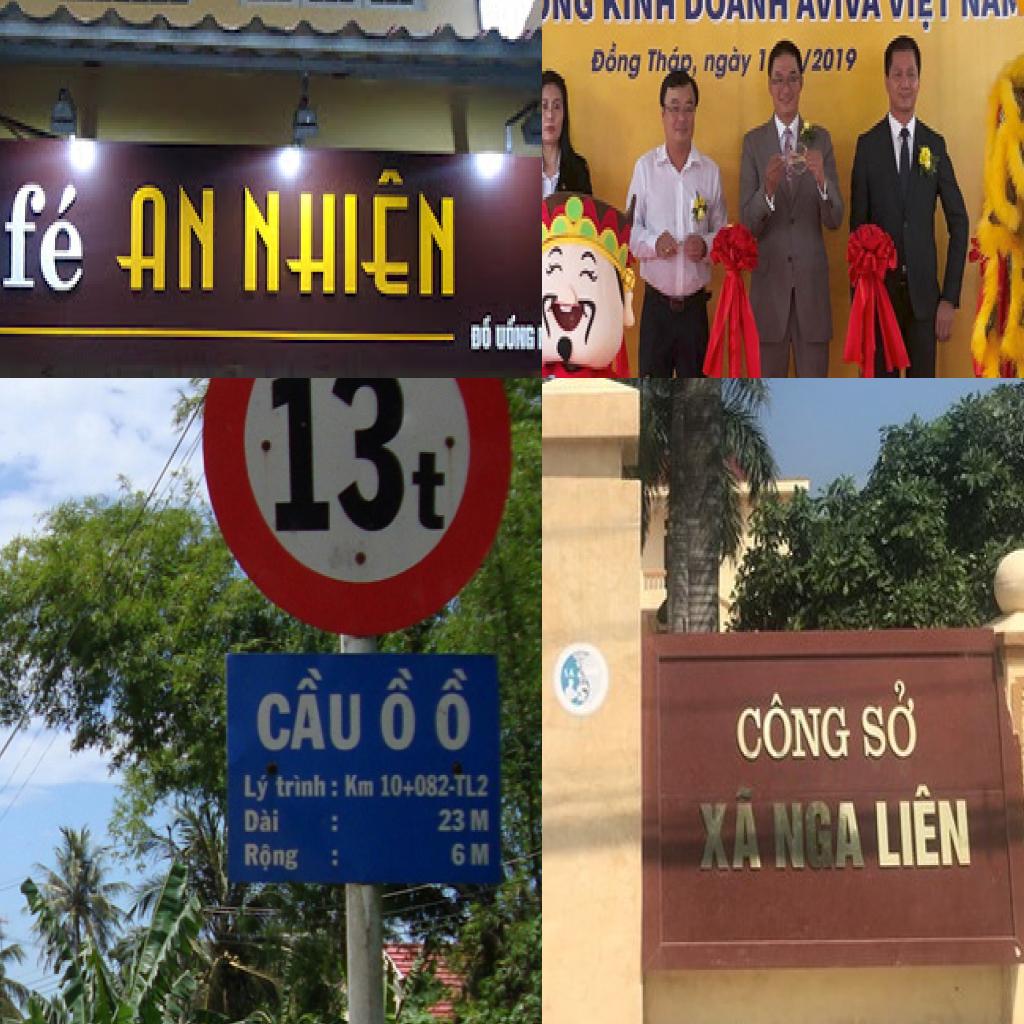 fé AN NHIÊN
ĐỒ UỐNG
ÒNG KINH DOANH AVIVA VIỆT NAM
Đồng Tháp, ngày /2019
13t
CẦU Ồ Ồ
Lý trình : Km 10+082-TL2
Dài : 23 M
Rộng : 6 M
CÔNG SỞ
XÃ NGA LIÊN